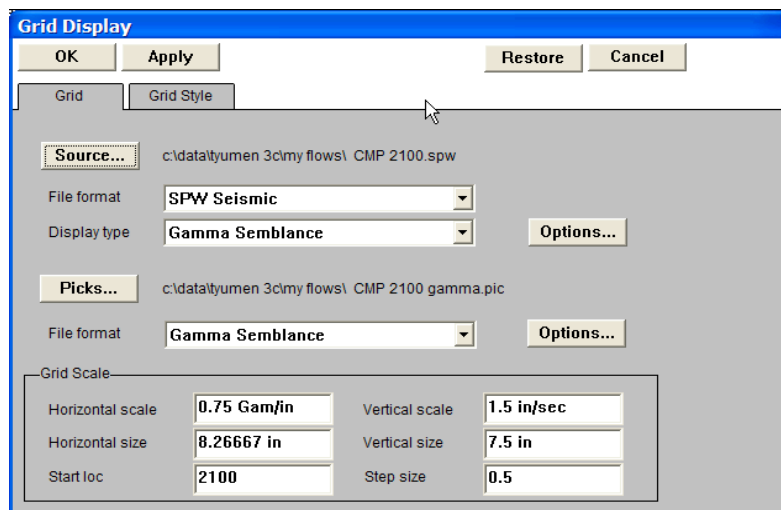 Grid Display
OK Apply Restore Cancel
Grid Grid Style
Source... c:\data\tyumen 3c\my flows\ CMP 2100.spw
File format SPW Seismic
Display type Gamma Semblance Options...
Picks... c:\data\tyumen 3c\my flows\ CMP 2100 gamma.pic
File format Gamma Semblance Options...
Grid Scale
Horizontal scale 0.75 Gam/in Vertical scale 1.5 in/sec
Horizontal size 8.26667 in Vertical size 7.5 in
Start loc 2100 Step size 0.5